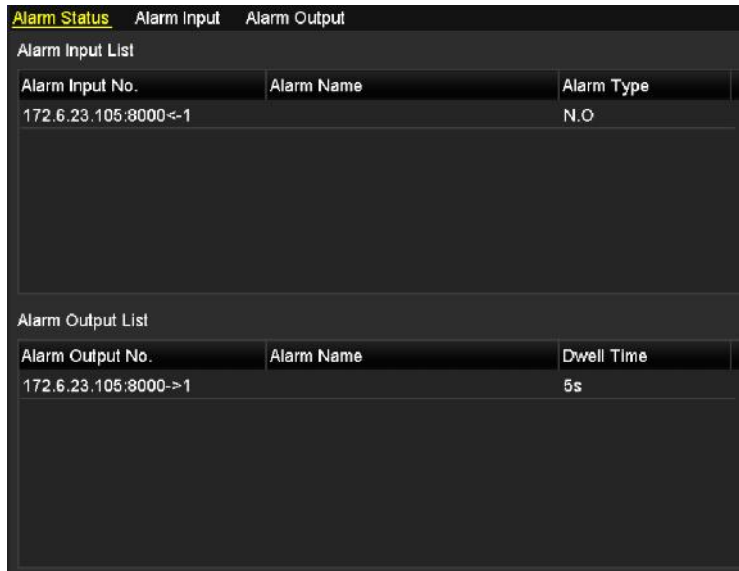 Alarm Status Alarm Input Alarm Output
Alarm Input List
Alarm Input No. Alarm Name Alarm Type
172.6.23.105:8000<-1 N.O
Alarm Output List
Alarm Output No. Alarm Name Dwell Time
172.6.23.105:8000->1 5s